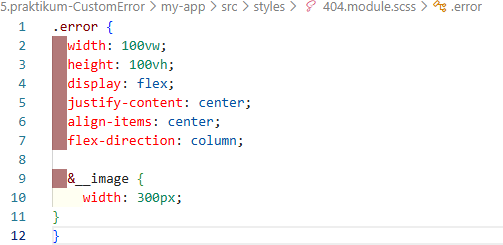 5.praktikum-CustomError > my-app > src > styles > 404.module.scss > .error
1 .error {
2 width: 100vw;
3 height: 100vh;
4 display: flex;
5 justify-content: center;
6 align-items: center;
7 flex-direction: column;
8
9 &__image {
10 width: 300px;
11 }
12 }